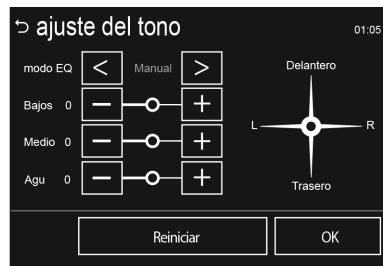 ajuste del tono 01:05
modo EQ < Manual > Delantero
Bajos 0 − +
L R
Medio 0 − +
Agu 0 − + Trasero
Reiniciar OK